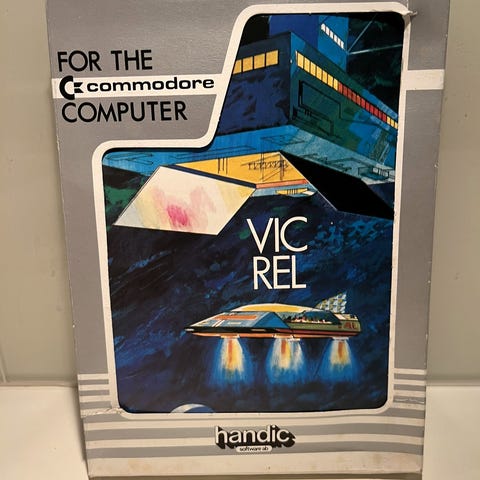 FOR THE
commodore
COMPUTER
VIC
REL
handic
software ab